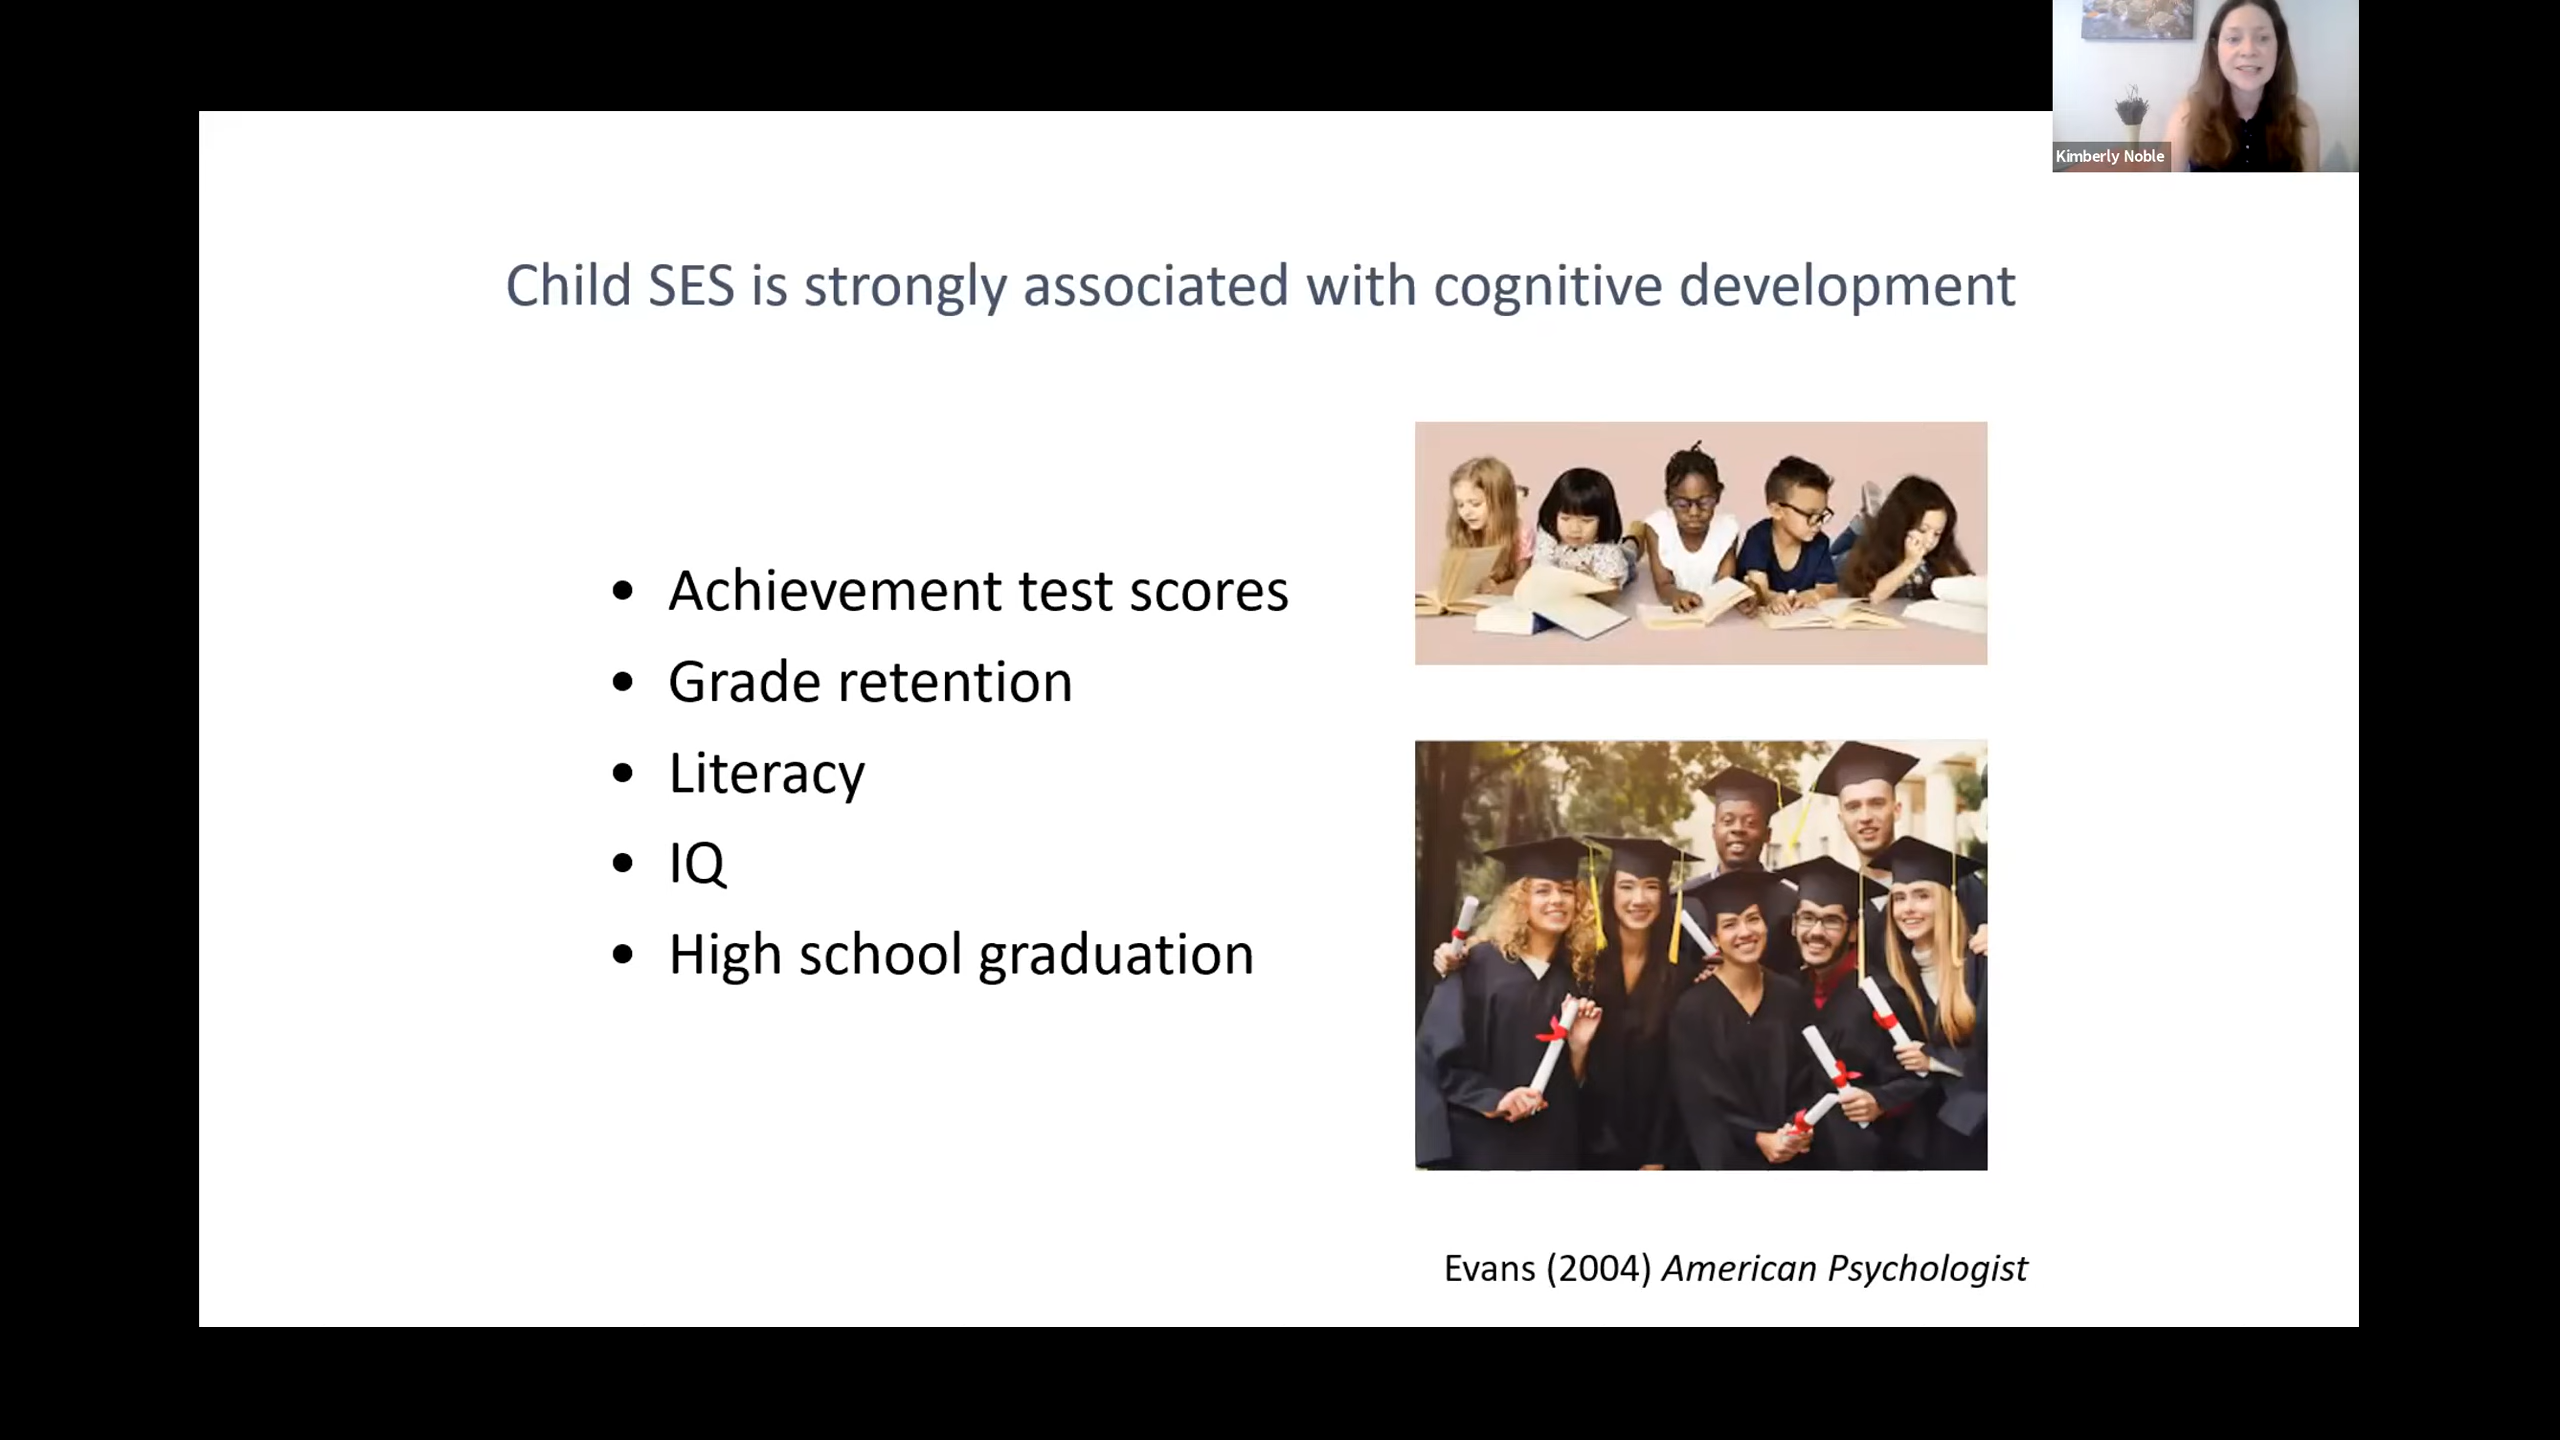 Kimberly Noble
Child SES is strongly associated with cognitive development
• Achievement test scores
• Grade retention
• Literacy
• IQ
• High school graduation
Evans (2004) American Psychologist